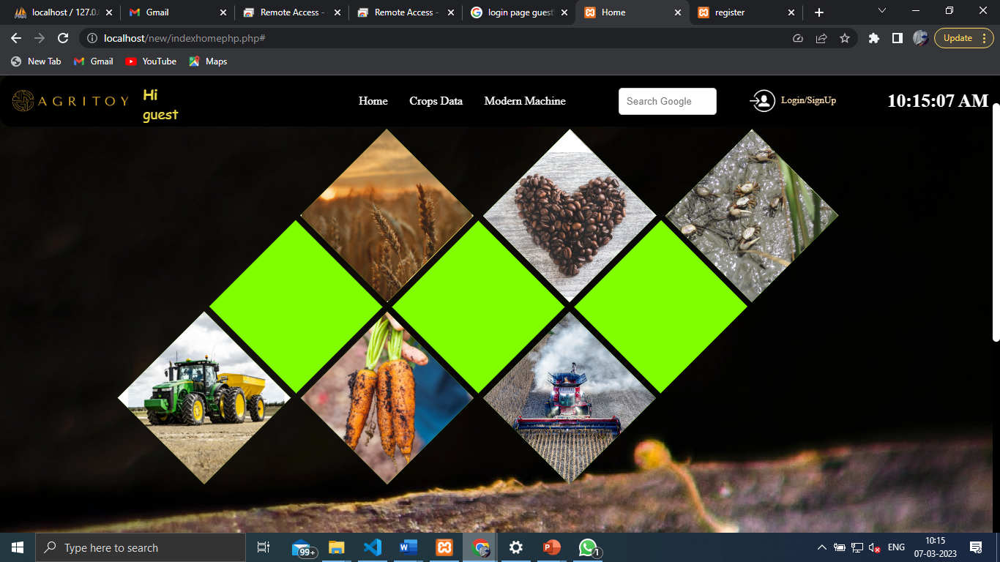 localhost / 127.0.
Gmail
Remote Access -
Remote Access -
login page guest
Home
register
localhost/new/indexhomephp.php#
Update
New Tab
Gmail
YouTube
Maps
AGRITOY
Hi
guest
Home
Crops Data
Modern Machine
Search Google
Login/SignUp
10:15:07 AM
Type here to search
99+
1
ENG
10:15
07-03-2023